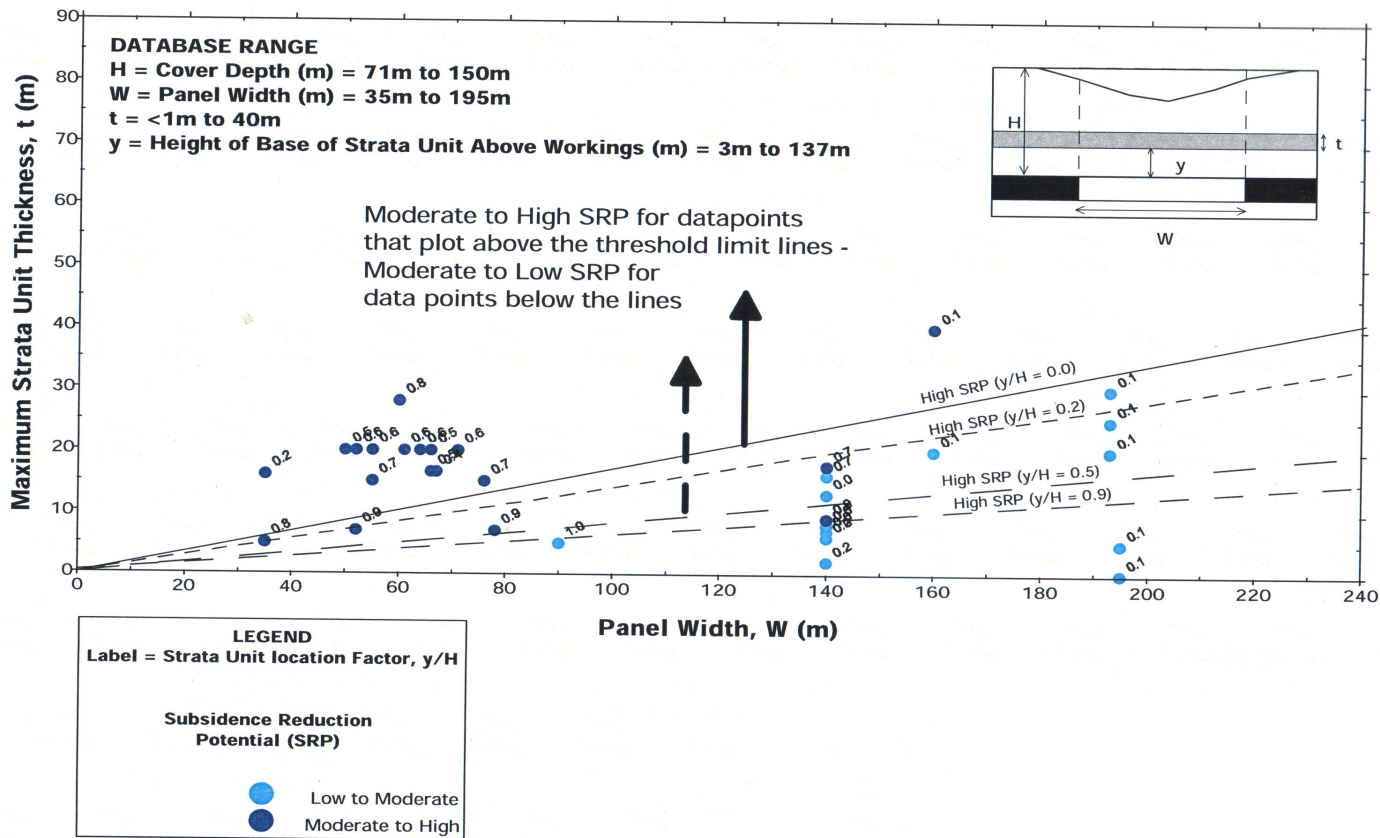 DATABASE RANGE
H = Cover Depth (m) = 71m to 150m
W = Panel Width (m) = 35m to 195m
t = <1m to 40m
y = Height of Base of Strata Unit Above Workings (m) = 3m to 137m
Moderate to High SRP for datapoints
that plot above the threshold limit lines -
Moderate to Low SRP for
data points below the lines
H
t
y
W
Maximum Strata Unit Thickness, t (m)
90
80
70
60
50
40
30
20
10
0
0.2
0.8
0.8
0.6
0.7
0.9
0.6
0.7
0.9
1.0
0.7
0.0
0.2
0.1
0.1
0.1
0.1
0.1
0.1
High SRP (y/H = 0.0)
High SRP (y/H = 0.2)
High SRP (y/H = 0.5)
High SRP (y/H = 0.9)
0
20
40
60
80
100
120
140
160
180
200
220
240
Panel Width, W (m)
LEGEND
Label = Strata Unit location Factor, y/H
Subsidence Reduction
Potential (SRP)
Low to Moderate
Moderate to High